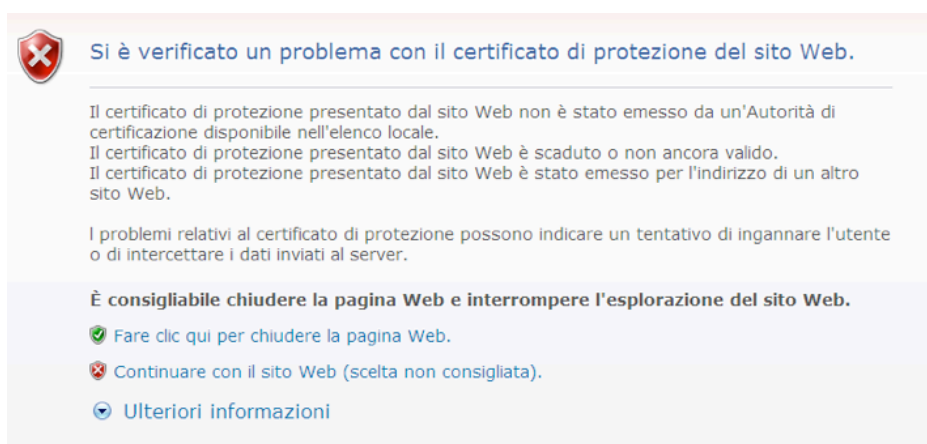 Si è verificato un problema con il certificato di protezione del sito Web.
Il certificato di protezione presentato dal sito Web non è stato emesso da un'Autorità di
certificazione disponibile nell'elenco locale.
Il certificato di protezione presentato dal sito Web è scaduto o non ancora valido.
Il certificato di protezione presentato dal sito Web è stato emesso per l'indirizzo di un altro
sito Web.
I problemi relativi al certificato di protezione possono indicare un tentativo di ingannare l'utente
o di intercettare i dati inviati al server.
È consigliabile chiudere la pagina Web e interrompere l'esplorazione del sito Web.
Fare clic qui per chiudere la pagina Web.
Continuare con il sito Web (scelta non consigliata).
Ulteriori informazioni